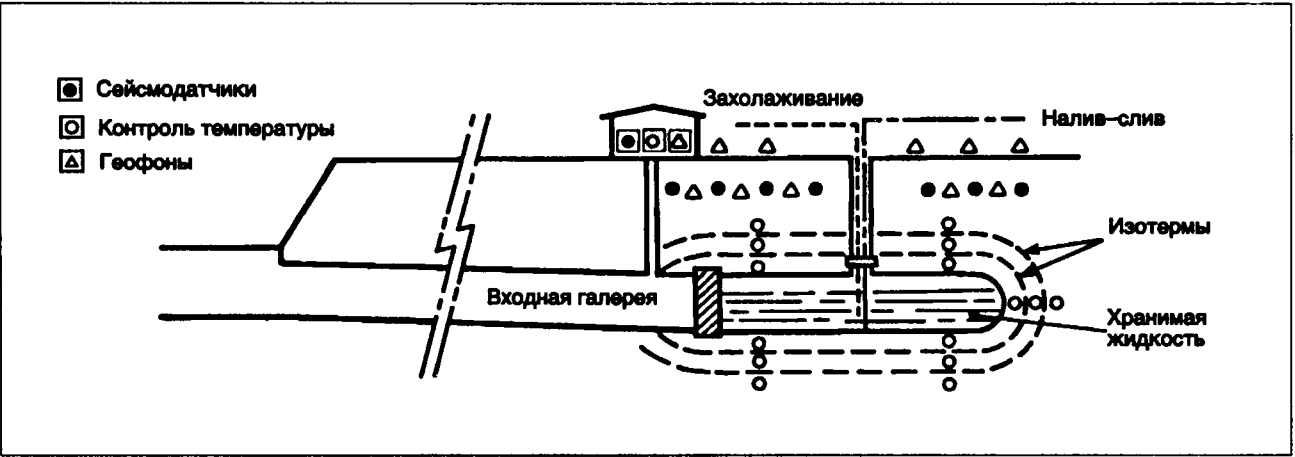 Сейсмодатчики
Контроль температуры
Геофоны
Захолаживание
Налив–слив
Изотермы
Входная галерея
Хранимая
жидкость